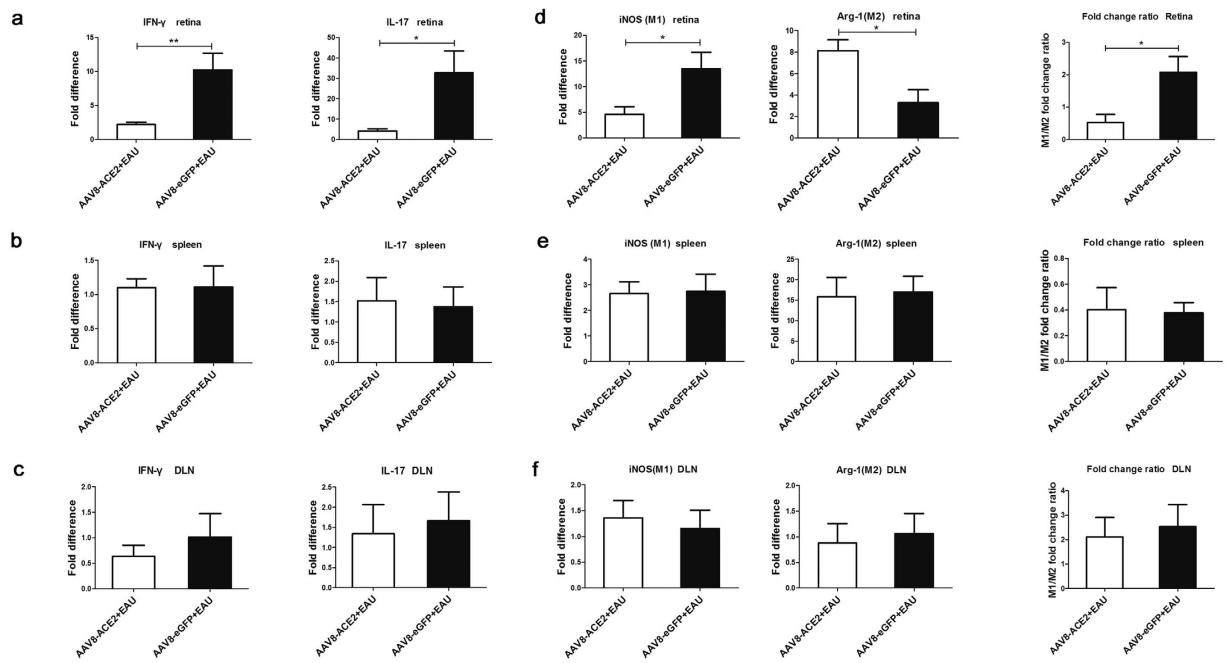 a
IFN-γ retina
Fold difference
15
10
5
0
**
AAV8-ACE2+EAU
AAV8-eGFP+EAU
IL-17 retina
Fold difference
50
40
30
20
10
0
*
AAV8-ACE2+EAU
AAV8-eGFP+EAU
d
iNOS (M1) retina
Fold difference
20
15
10
5
0
*
AAV8-ACE2+EAU
AAV8-eGFP+EAU
Arg-1(M2) retina
Fold difference
10
8
6
4
2
0
*
AAV8-ACE2+EAU
AAV8-eGFP+EAU
Fold change ratio Retina
M1/M2 fold change ratio
3
2
1
0
*
AAV8-ACE2+EAU
AAV8-eGFP+EAU
b
IFN-γ spleen
Fold difference
1.5
1.0
0.5
0.0
AAV8-ACE2+EAU
AAV8-eGFP+EAU
IL-17 spleen
Fold difference
2.5
2.0
1.5
1.0
0.5
0.0
AAV8-ACE2+EAU
AAV8-eGFP+EAU
e
iNOS (M1) spleen
Fold difference
4
3
2
1
0
AAV8-ACE2+EAU
AAV8-eGFP+EAU
Arg-1(M2) spleen
Fold difference
25
20
15
10
5
0
AAV8-ACE2+EAU
AAV8-eGFP+EAU
Fold change ratio spleen
M1/M2 fold change ratio
0.8
0.6
0.4
0.2
0.0
AAV8-ACE2+EAU
AAV8-eGFP+EAU
c
IFN-γ DLN
Fold difference
2.0
1.5
1.0
0.5
0.0
AAV8-ACE2+EAU
AAV8-eGFP+EAU
IL-17 DLN
Fold difference
2.5
2.0
1.5
1.0
0.5
0.0
AAV8-ACE2+EAU
AAV8-eGFP+EAU
f
iNOS(M1) DLN
Fold difference
2.0
1.5
1.0
0.5
0.0
AAV8-ACE2+EAU
AAV8-eGFP+EAU
Arg-1(M2) DLN
Fold difference
2.0
1.5
1.0
0.5
0.0
AAV8-ACE2+EAU
AAV8-eGFP+EAU
Fold change ratio DLN
M1/M2 fold change ratio
4
3
2
1
0
AAV8-ACE2+EAU
AAV8-eGFP+EAU